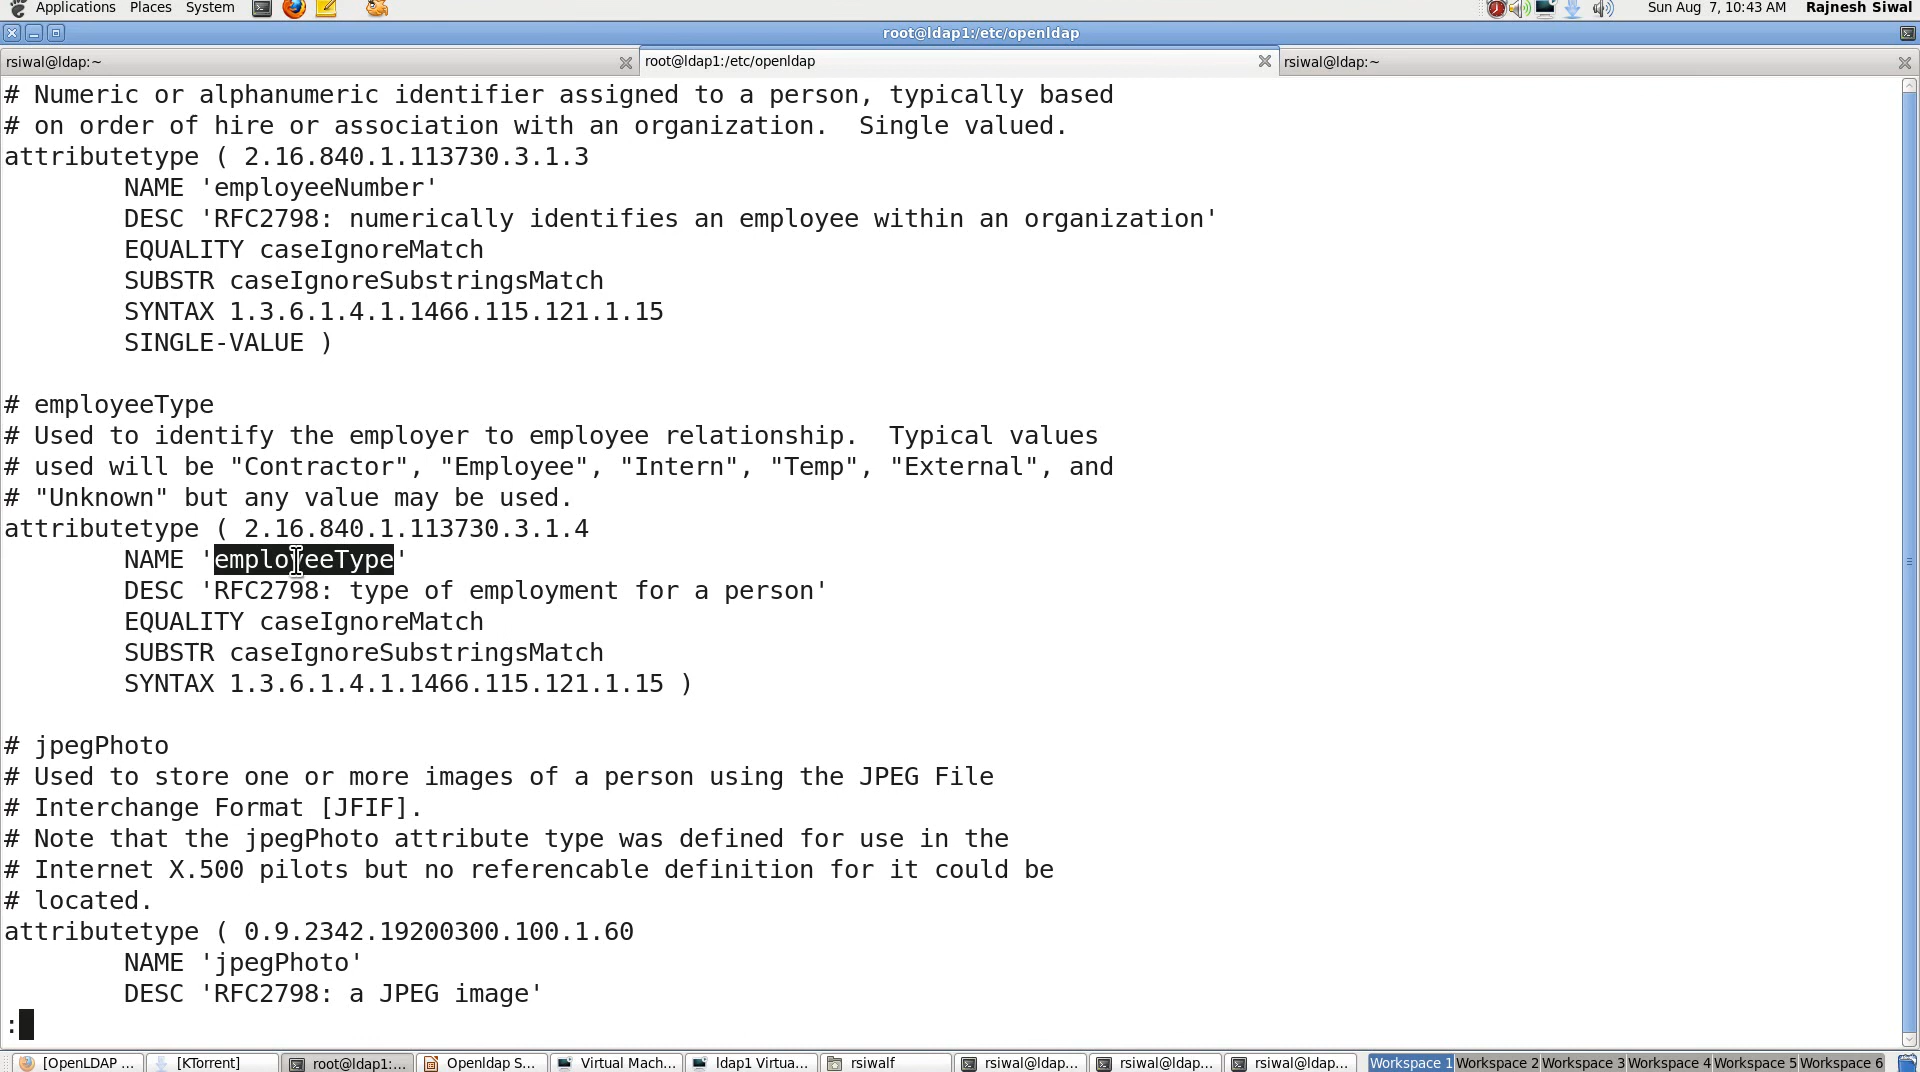 Applications Places System
Sun Aug 7, 10:43 AM Rajnesh Siwal
root@ldap1:/etc/openldap
rsiwal@ldap:~
root@ldap1:/etc/openldap
rsiwal@ldap:~
# Numeric or alphanumeric identifier assigned to a person, typically based
# on order of hire or association with an organization.  Single valued.
attributetype ( 2.16.840.1.113730.3.1.3
        NAME 'employeeNumber'
        DESC 'RFC2798: numerically identifies an employee within an organization'
        EQUALITY caseIgnoreMatch
        SUBSTR caseIgnoreSubstringsMatch
        SYNTAX 1.3.6.1.4.1.1466.115.121.1.15
        SINGLE-VALUE )

# employeeType
# Used to identify the employer to employee relationship.  Typical values
# used will be "Contractor", "Employee", "Intern", "Temp", "External", and
# "Unknown" but any value may be used.
attributetype ( 2.16.840.1.113730.3.1.4
        NAME 'employeeType'
        DESC 'RFC2798: type of employment for a person'
        EQUALITY caseIgnoreMatch
        SUBSTR caseIgnoreSubstringsMatch
        SYNTAX 1.3.6.1.4.1.1466.115.121.1.15 )

# jpegPhoto
# Used to store one or more images of a person using the JPEG File
# Interchange Format [JFIF].
# Note that the jpegPhoto attribute type was defined for use in the
# Internet X.500 pilots but no referencable definition for it could be
# located.
attributetype ( 0.9.2342.19200300.100.1.60
        NAME 'jpegPhoto'
        DESC 'RFC2798: a JPEG image'
:
[OpenLDAP ... [KTorrent] root@ldap1:... Openldap S... Virtual Mach... ldap1 Virtua... rsiwalf rsiwal@ldap... rsiwal@ldap... rsiwal@ldap... Workspace 1 Workspace 2 Workspace 3 Workspace 4 Workspace 5 Workspace 6